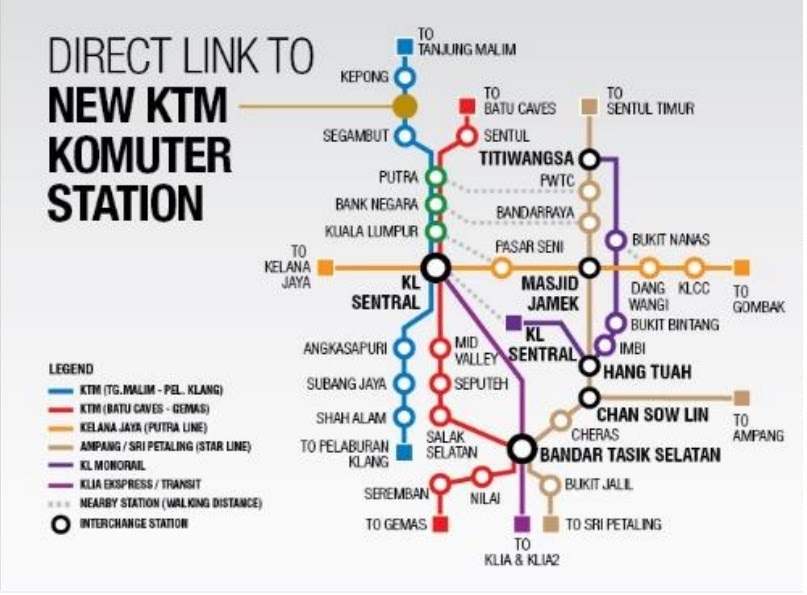 DIRECT LINK TO
NEW KTM
KOMUTER
STATION
TO
TANJUNG MALIM
KEPONG
SEGAMBUT
TO
BATU CAVES
SENTUL
TO
SENTUL TIMUR
TITIWANGSA
PUTRA
PWTC
BANK NEGARA
BANDARRAYA
KUALA LUMPUR
BUKIT NANAS
PASAR SENI
TO
KELANA
JAYA
KL
SENTRAL
MASJID
JAMEK
DANG
WANGI
KLCC
TO
GOMBAK
BUKIT BINTANG
KL
SENTRAL
IMBI
ANGKASAPURI
MID
VALLEY
HANG TUAH
SUBANG JAYA
SEPUTEH
SHAH ALAM
CHAN SOW LIN
TO
AMPANG
CHERAS
SALAK
SELATAN
TO PELABURAN
KLANG
BANDAR TASIK SELATAN
SEREMBAN
NILAI
BUKIT JALIL
TO GEMAS
TO
KLIA & KLIA2
TO SRI PETALING
LEGEND
KTM (TG.MALIM - PEL. KLANG)
KTM (BATU CAVES - GEMAS)
KELANA JAYA (PUTRA LINE)
AMPANG / SRI PETALING (STAR LINE)
KL MONORAIL
KLIA EKSPRESS / TRANSIT
NEARBY STATION (WALKING DISTANCE)
INTERCHANGE STATION